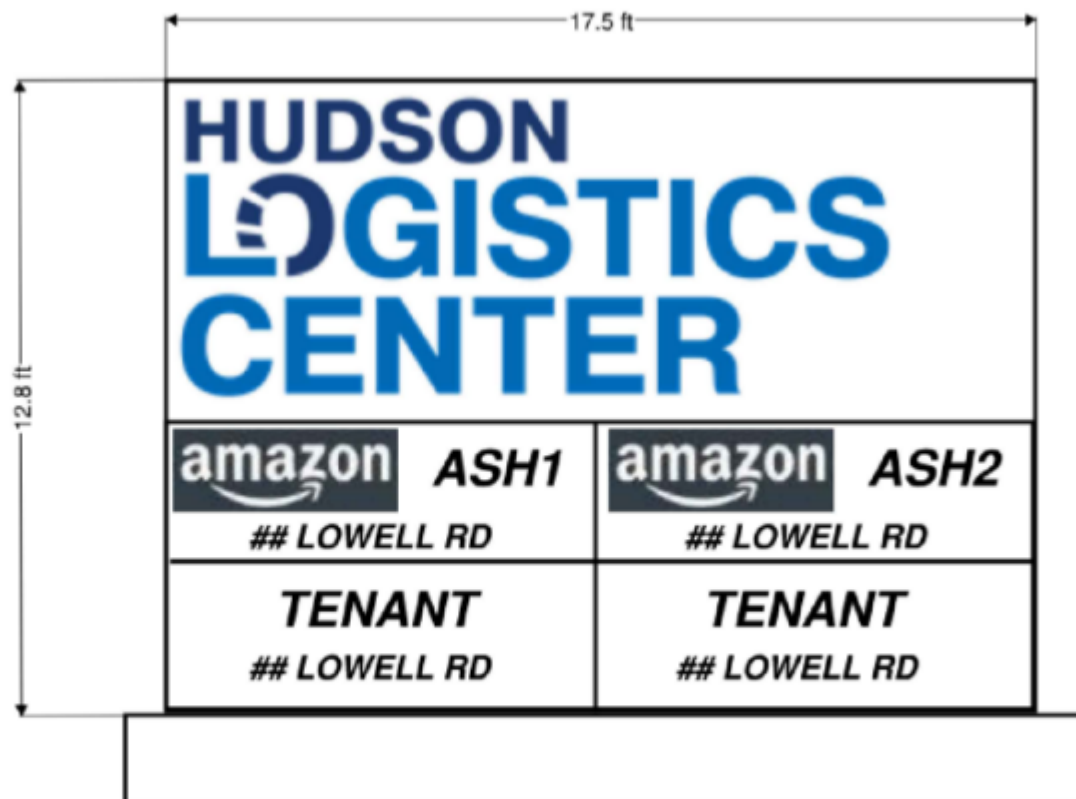 17.5 ft
12.8 ft
HUDSON
LOGISTICS
CENTER
amazon ASH1
## LOWELL RD
amazon ASH2
## LOWELL RD
TENANT
## LOWELL RD
TENANT
## LOWELL RD